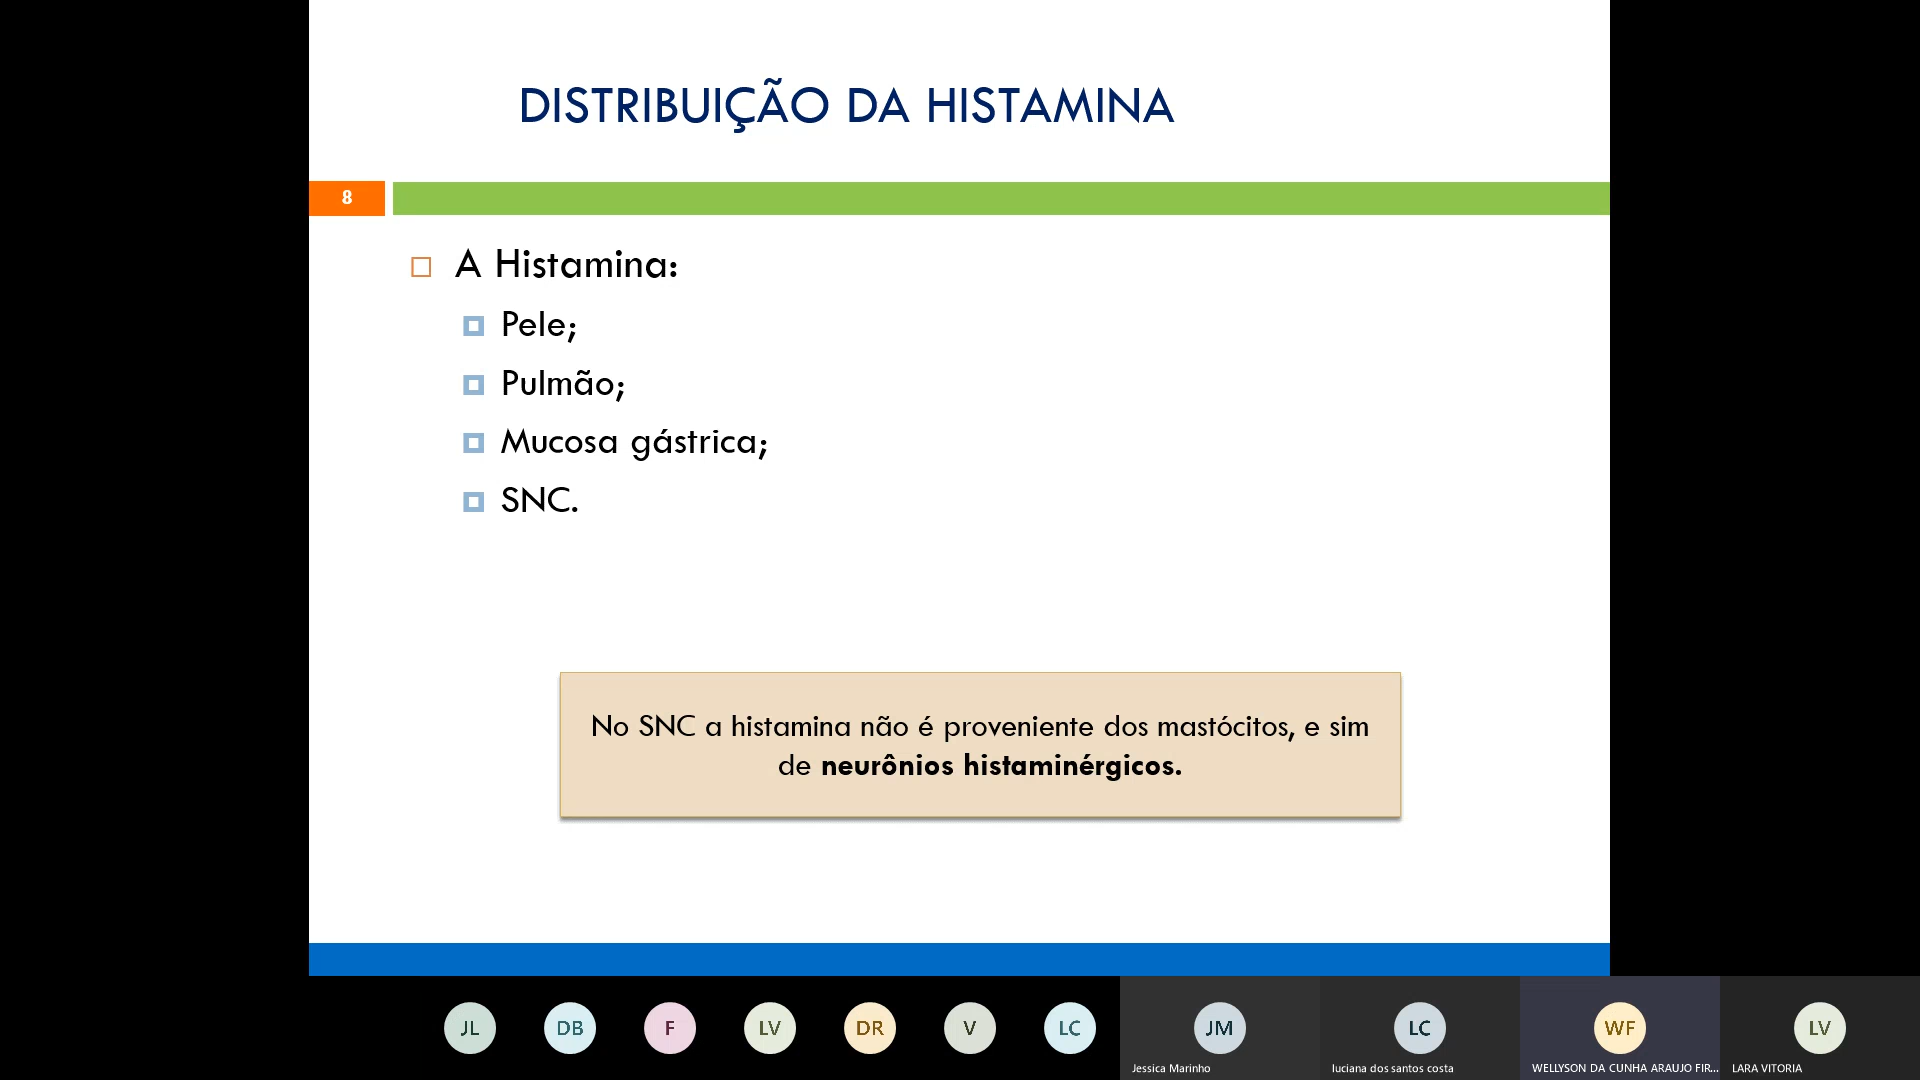 DISTRIBUIÇÃO DA HISTAMINA
8
A Histamina:
Pele;
Pulmão;
Mucosa gástrica;
SNC.
No SNC a histamina não é proveniente dos mastócitos, e sim
de neurônios histaminérgicos.
JL DB F LV DR V LC JM LC WF LV
Jessica Marinho luciana dos santos costa WELLYSON DA CUNHA ARAUJO FIR... LARA VITORIA